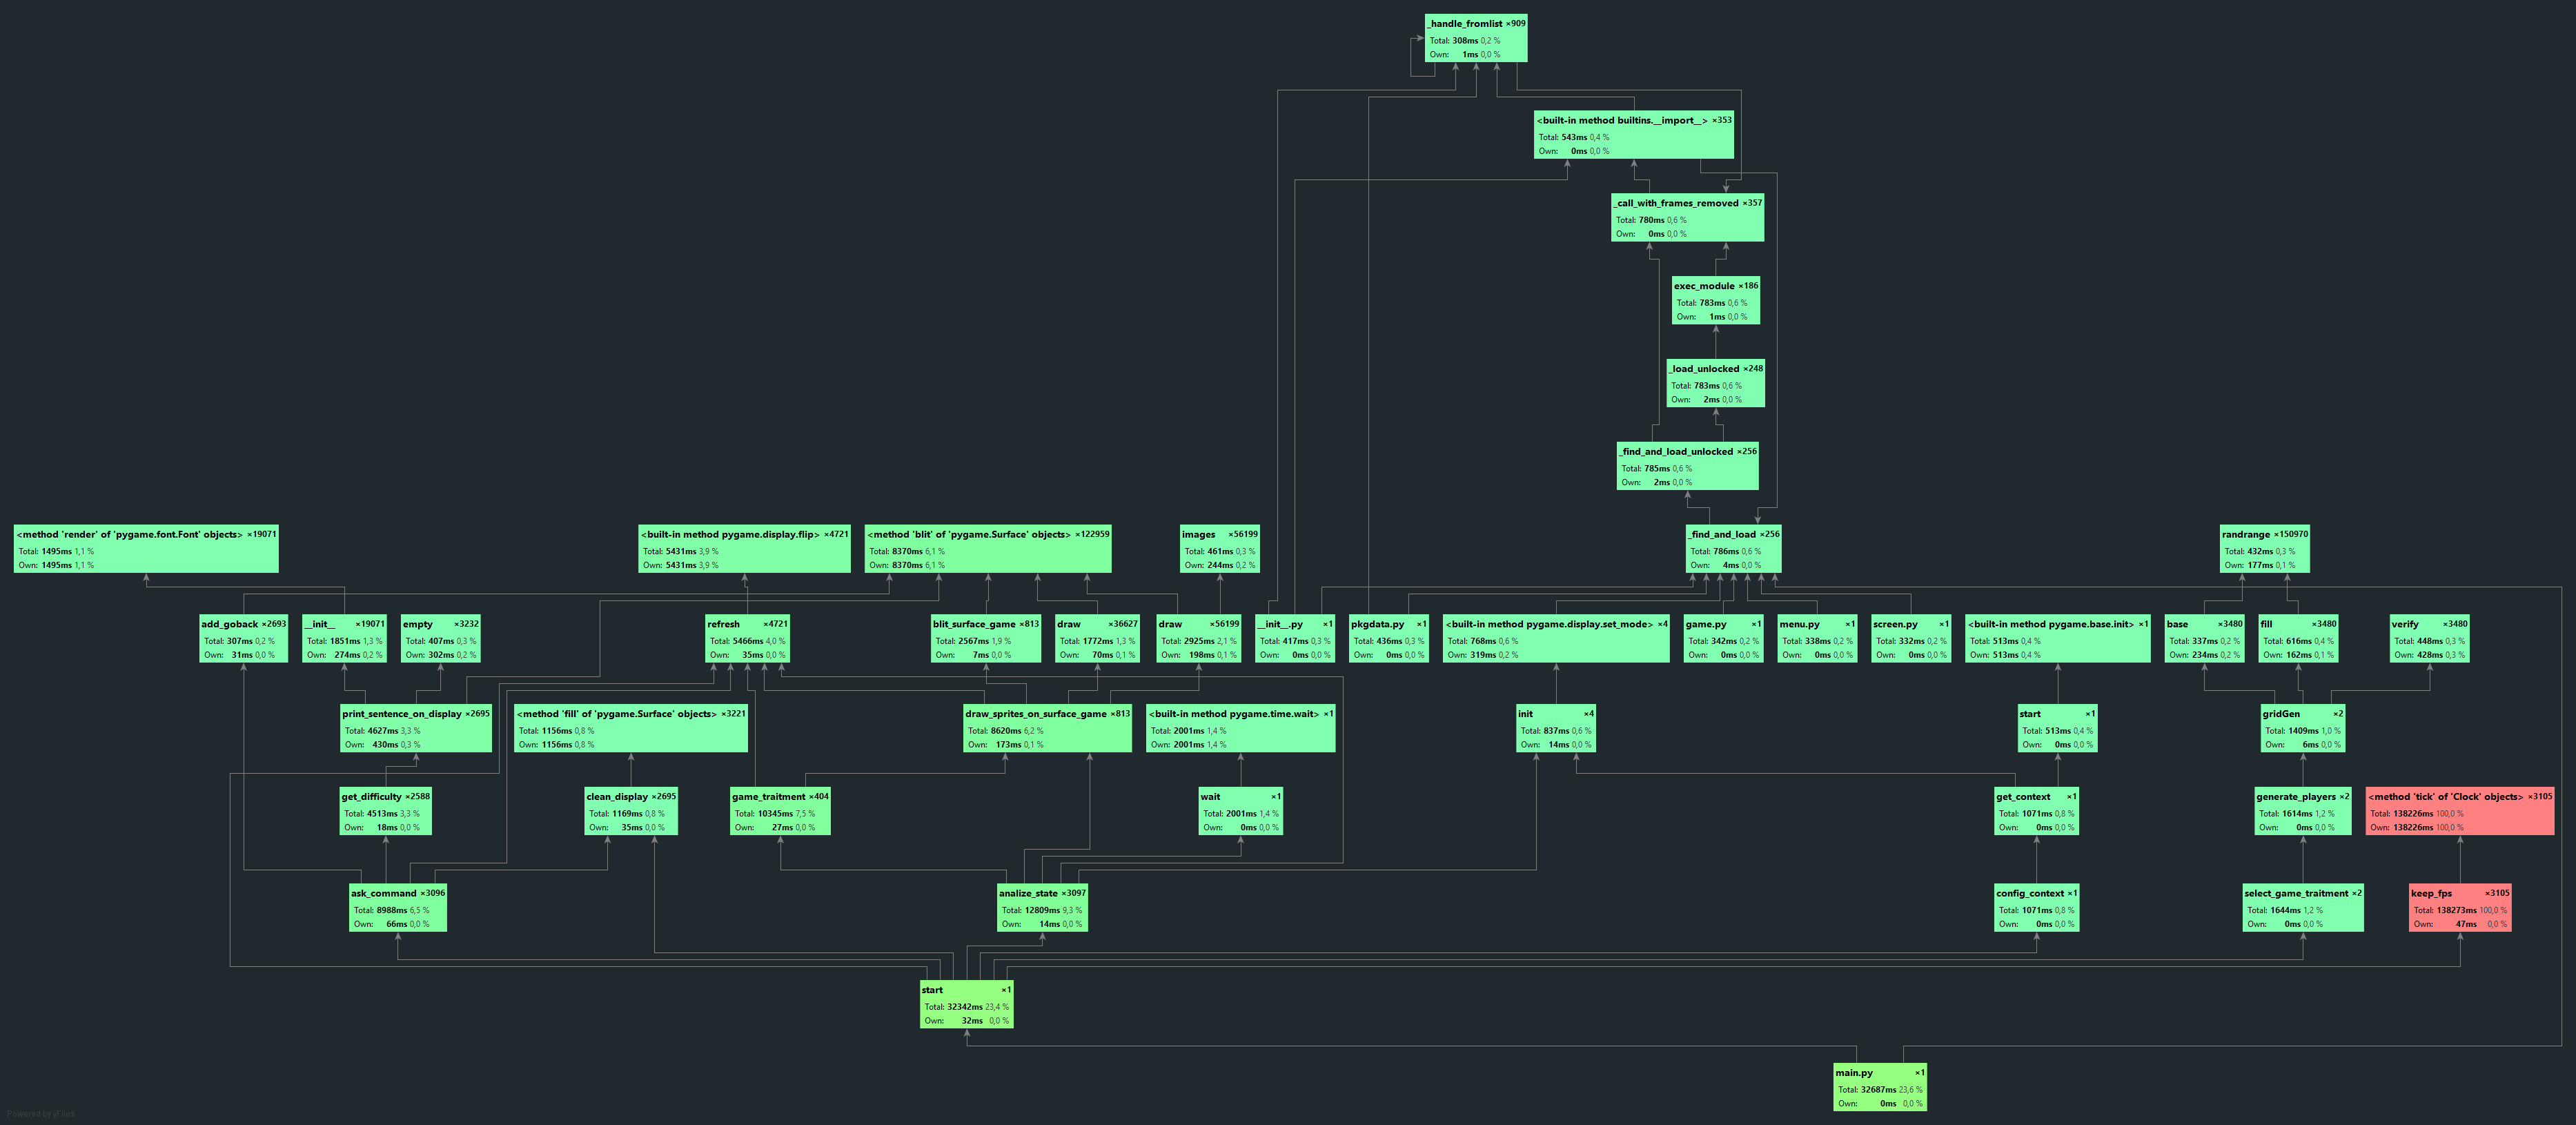 _handle_fromlist ×909
Total: 308ms 0,2 %
Own: 1ms 0,0 %
<built-in method builtins.__import__> ×353
Total: 543ms 0,4 %
Own: 0ms 0,0 %
_call_with_frames_removed ×357
Total: 780ms 0,6 %
Own: 0ms 0,0 %
exec_module ×186
Total: 783ms 0,6 %
Own: 1ms 0,0 %
_load_unlocked ×248
Total: 783ms 0,6 %
Own: 2ms 0,0 %
_find_and_load_unlocked ×256
Total: 785ms 0,6 %
Own: 2ms 0,0 %
<method 'render' of 'pygame.font.Font' objects> ×19071
Total: 1495ms 1,1 %
Own: 1495ms 1,1 %
<built-in method pygame.display.flip> ×4721
Total: 5431ms 3,9 %
Own: 5431ms 3,9 %
<method 'blit' of 'pygame.Surface' objects> ×122959
Total: 8370ms 6,1 %
Own: 8370ms 6,1 %
images ×56199
Total: 461ms 0,3 %
Own: 244ms 0,2 %
_find_and_load ×256
Total: 786ms 0,6 %
Own: 4ms 0,0 %
randrange ×150970
Total: 432ms 0,3 %
Own: 177ms 0,1 %
add_goback ×2693
Total: 307ms 0,2 %
Own: 31ms 0,0 %
__init__ ×19071
Total: 1851ms 1,3 %
Own: 274ms 0,2 %
empty ×3232
Total: 407ms 0,3 %
Own: 302ms 0,2 %
refresh ×4721
Total: 5466ms 4,0 %
Own: 35ms 0,0 %
blit_surface_game ×813
Total: 2567ms 1,9 %
Own: 7ms 0,0 %
draw ×36627
Total: 1772ms 1,3 %
Own: 70ms 0,1 %
draw ×56199
Total: 2925ms 2,1 %
Own: 198ms 0,1 %
__init__.py ×1
Total: 417ms 0,3 %
Own: 0ms 0,0 %
pkgdata.py ×1
Total: 436ms 0,3 %
Own: 0ms 0,0 %
<built-in method pygame.display.set_mode> ×4
Total: 768ms 0,6 %
Own: 319ms 0,2 %
game.py ×1
Total: 342ms 0,2 %
Own: 0ms 0,0 %
menu.py ×1
Total: 338ms 0,2 %
Own: 0ms 0,0 %
screen.py ×1
Total: 332ms 0,2 %
Own: 0ms 0,0 %
<built-in method pygame.base.init> ×1
Total: 513ms 0,4 %
Own: 513ms 0,4 %
base ×3480
Total: 337ms 0,2 %
Own: 234ms 0,2 %
fill ×3480
Total: 616ms 0,4 %
Own: 162ms 0,1 %
verify ×3480
Total: 448ms 0,3 %
Own: 428ms 0,3 %
print_sentence_on_display ×2695
Total: 4627ms 3,3 %
Own: 430ms 0,3 %
<method 'fill' of 'pygame.Surface' objects> ×3221
Total: 1156ms 0,8 %
Own: 1156ms 0,8 %
draw_sprites_on_surface_game ×813
Total: 8620ms 6,2 %
Own: 173ms 0,1 %
<built-in method pygame.time.wait> ×1
Total: 2001ms 1,4 %
Own: 2001ms 1,4 %
init ×4
Total: 837ms 0,6 %
Own: 14ms 0,0 %
start ×1
Total: 513ms 0,4 %
Own: 0ms 0,0 %
gridGen ×2
Total: 1409ms 1,0 %
Own: 6ms 0,0 %
get_difficulty ×2588
Total: 4513ms 3,3 %
Own: 18ms 0,0 %
clean_display ×2695
Total: 1169ms 0,8 %
Own: 35ms 0,0 %
game_traitment ×404
Total: 10345ms 7,5 %
Own: 27ms 0,0 %
wait ×1
Total: 2001ms 1,4 %
Own: 0ms 0,0 %
get_context ×1
Total: 1071ms 0,8 %
Own: 0ms 0,0 %
generate_players ×2
Total: 1614ms 1,2 %
Own: 0ms 0,0 %
<method 'tick' of 'Clock' objects> ×3105
Total: 138226ms 100,0 %
Own: 138226ms 100,0 %
ask_command ×3096
Total: 8988ms 6,5 %
Own: 66ms 0,0 %
analize_state ×3097
Total: 12809ms 9,3 %
Own: 14ms 0,0 %
config_context ×1
Total: 1071ms 0,8 %
Own: 0ms 0,0 %
select_game_traitment ×2
Total: 1644ms 1,2 %
Own: 0ms 0,0 %
keep_fps ×3105
Total: 138273ms 100,0 %
Own: 47ms 0,0 %
start ×1
Total: 32342ms 23,4 %
Own: 32ms 0,0 %
main.py ×1
Total: 32687ms 23,6 %
Own: 0ms 0,0 %
Powered by yFiles